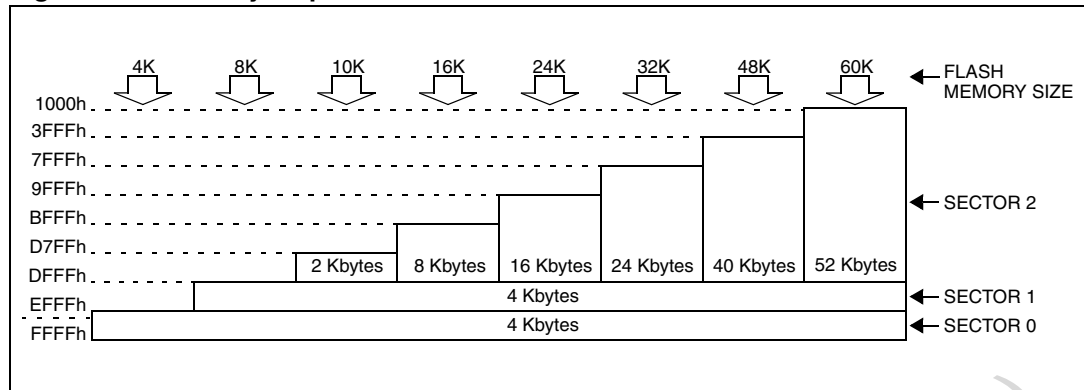 4K 8K 10K 16K 24K 32K 48K 60K
FLASH
MEMORY SIZE
1000h
3FFFh
7FFFh
9FFFh
SECTOR 2
BFFFh
D7FFh
2 Kbytes 8 Kbytes 16 Kbytes 24 Kbytes 40 Kbytes 52 Kbytes
DFFFh
4 Kbytes
SECTOR 1
EFFFh
4 Kbytes
SECTOR 0
FFFFh